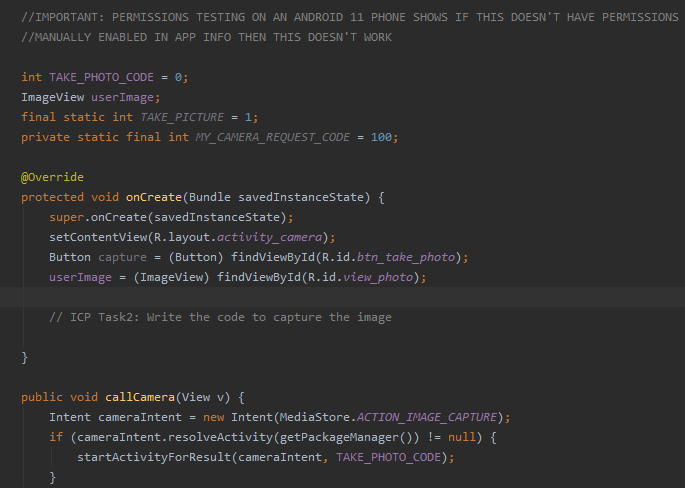 //IMPORTANT: PERMISSIONS TESTING ON AN ANDROID 11 PHONE SHOWS IF THIS DOESN'T HAVE PERMISSIONS
//MANUALLY ENABLED IN APP INFO THEN THIS DOESN'T WORK
int TAKE_PHOTO_CODE = 0;
ImageView userImage;
final static int TAKE_PICTURE = 1;
private static final int MY_CAMERA_REQUEST_CODE = 100;
@Override
protected void onCreate(Bundle savedInstanceState) {
super.onCreate(savedInstanceState);
setContentView(R.layout.activity_camera);
Button capture = (Button) findViewById(R.id.btn_take_photo);
userImage = (ImageView) findViewById(R.id.view_photo);
// ICP Task2: Write the code to capture the image
}
public void callCamera(View v) {
Intent cameraIntent = new Intent(MediaStore.ACTION_IMAGE_CAPTURE);
if (cameraIntent.resolveActivity(getPackageManager()) != null) {
startActivityForResult(cameraIntent, TAKE_PHOTO_CODE);
}